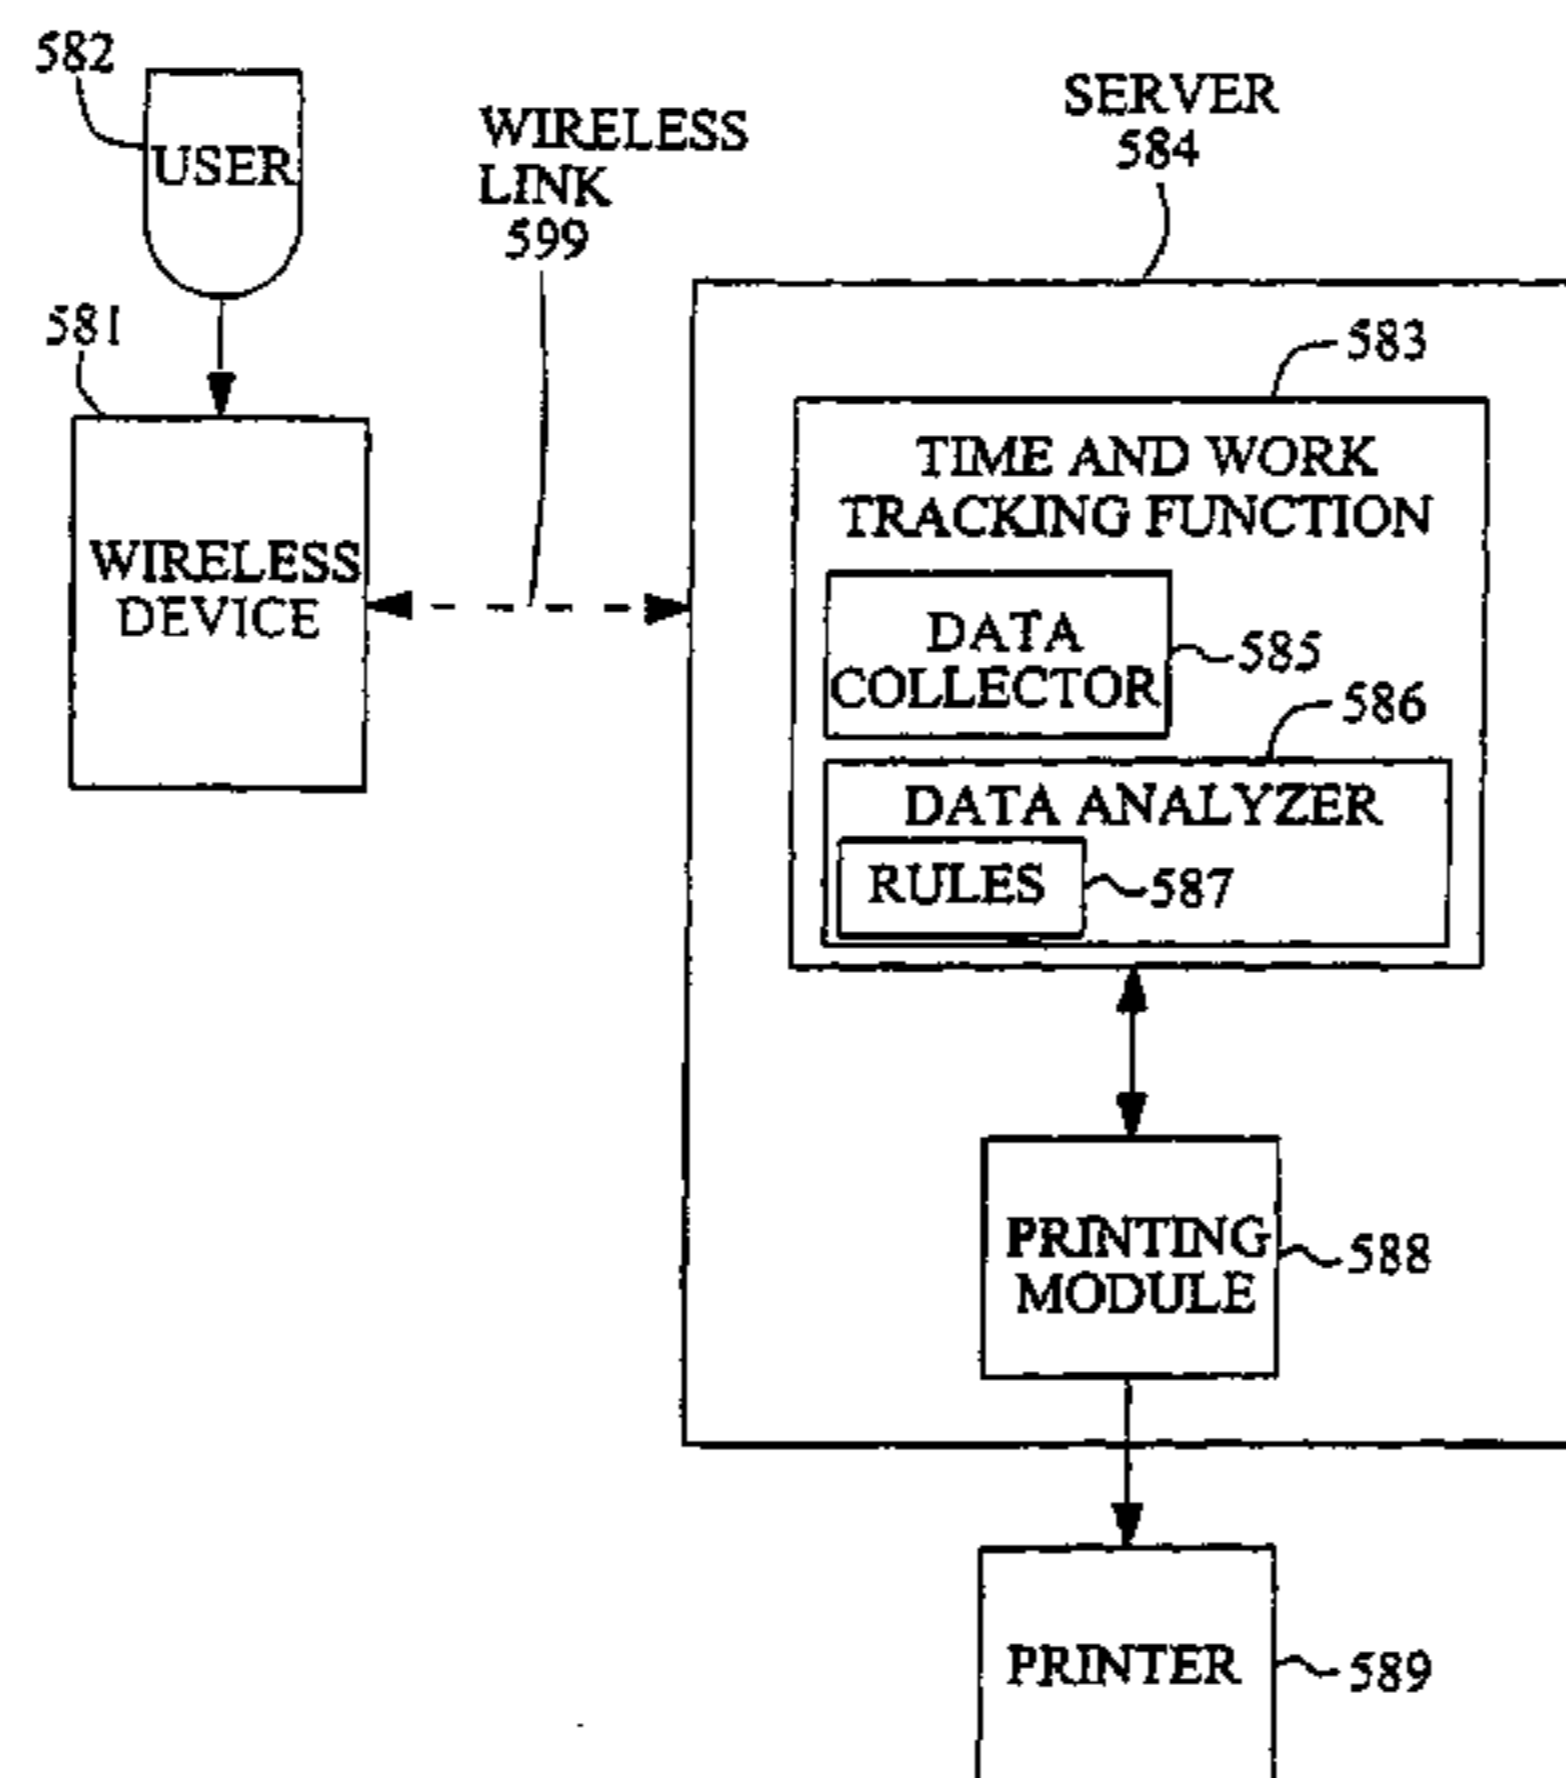 582
USER
WIRELESS
LINK
599
SERVER
584
581
WIRELESS
DEVICE
583
TIME AND WORK
TRACKING FUNCTION
DATA
COLLECTOR
585
586
DATA ANALYZER
RULES
587
PRINTING
MODULE
588
PRINTER
589